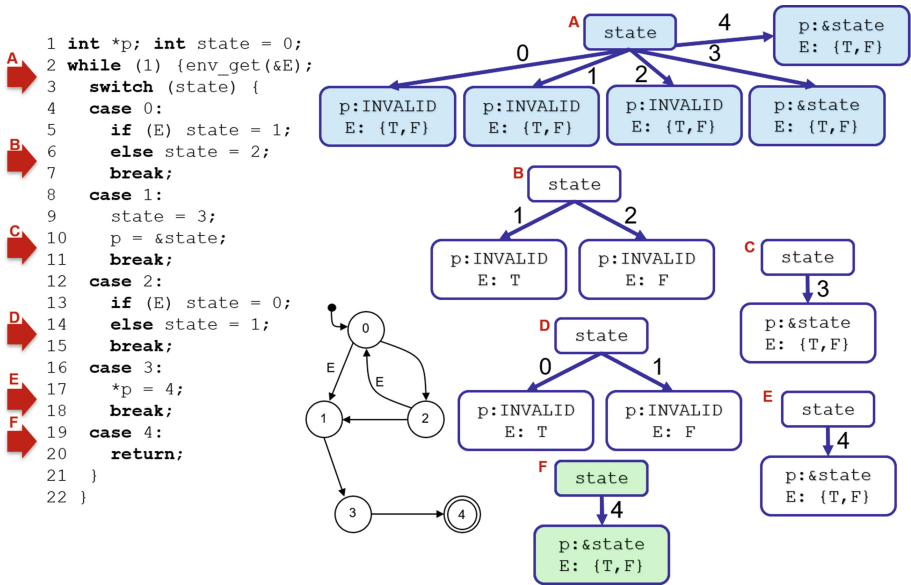 1 int *p; int state = 0;
2 while (1) {env_get(&E);
3 switch (state) {
4 case 0:
5 if (E) state = 1;
6 else state = 2;
7 break;
8 case 1:
9 state = 3;
10 p = &state;
11 break;
12 case 2:
13 if (E) state = 0;
14 else state = 1;
15 break;
16 case 3:
17 *p = 4;
18 break;
19 case 4:
20 return;
21 }
22 }
A
B
C
D
E
F
0
E
E
1
2
3
4
A
state
0
1
2
3
4
p:INVALID
E: {T,F}
p:INVALID
E: {T,F}
p:INVALID
E: {T,F}
p:&state
E: {T,F}
p:&state
E: {T,F}
B
state
1
2
p:INVALID
E: T
p:INVALID
E: F
C
state
3
p:&state
E: {T,F}
D
state
0
1
p:INVALID
E: T
p:INVALID
E: F
E
state
4
p:&state
E: {T,F}
F
state
4
p:&state
E: {T,F}